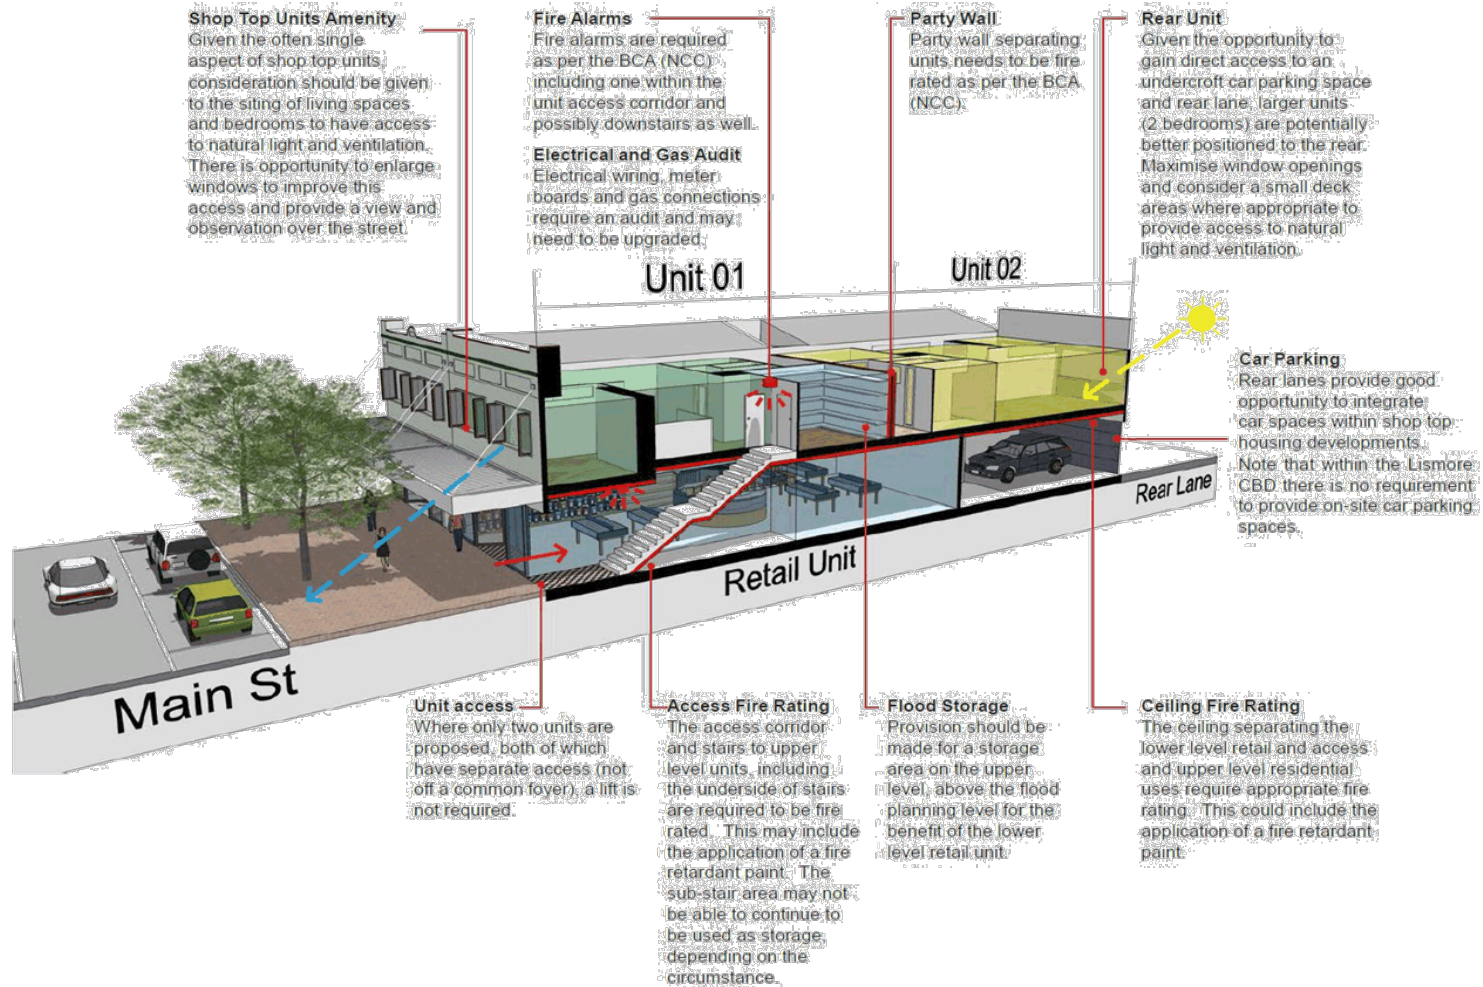 Shop Top Units Amenity
Given the often single
aspect of shop top units,
consideration should be given
to the siting of living spaces
and bedrooms to have access
to natural light and ventilation.
There is opportunity to enlarge
windows to improve this
access and provide a view and
observation over the street.
Fire Alarms
Fire alarms are required
as per the BCA (NCC)
including one within the
unit access corridor and
possibly downstairs as well.
Electrical and Gas Audit
Electrical wiring, meter
boards and gas connections
require an audit and may
need to be upgraded.
Party Wall
Party wall separating
units needs to be fire
rated as per the BCA
(NCC).
Rear Unit
Given the opportunity to
gain direct access to an
undercroft car parking space
and rear lane, larger units
(2 bedrooms) are potentially
better positioned to the rear.
Maximise window openings
and consider a small deck
areas where appropriate to
provide access to natural
light and ventilation.
Unit 01
Unit 02
Car Parking
Rear lanes provide good
opportunity to integrate
car spaces within shop top
housing developments.
Note that within the Lismore
CBD there is no requirement
to provide on-site car parking
spaces.
Rear Lane
Retail Unit
Main St
Unit access
Where only two units are
proposed, both of which
have separate access (not
off a common foyer), a lift is
not required.
Access Fire Rating
The access corridor
and stairs to upper
level units, including
the underside of stairs
are required to be fire
rated. This may include
the application of a fire
retardant paint. The
sub-stair area may not
be able to continue to
be used as storage
depending on the
circumstance.
Flood Storage
Provision should be
made for a storage
area on the upper
level, above the flood
planning level for the
benefit of the lower
level retail unit.
Ceiling Fire Rating
The ceiling separating the
lower level retail and access
and upper level residential
uses require appropriate fire
rating. This could include the
application of a fire retardant
paint.